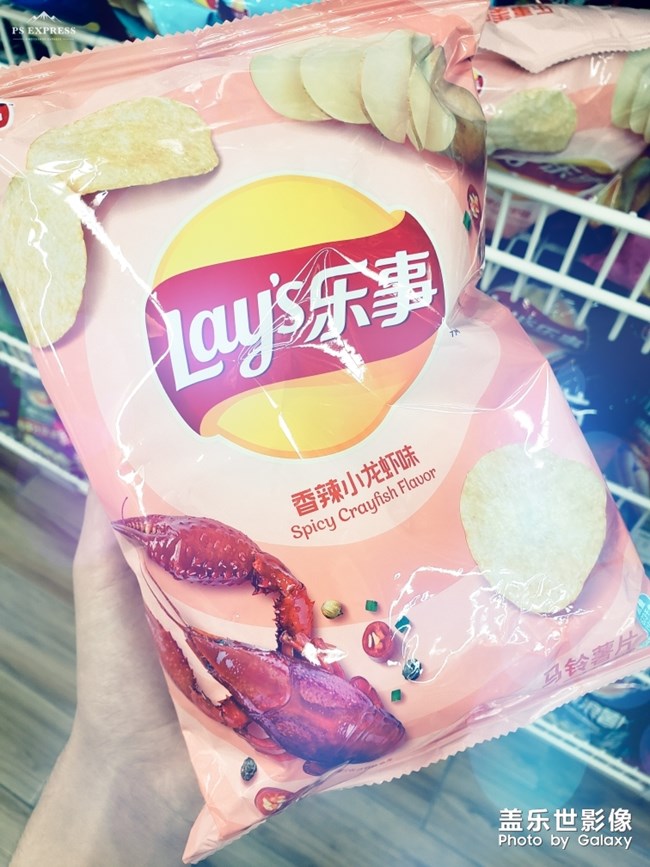 PS EXPRESS
Lay's乐事
香辣小龙虾味
Spicy Crayfish Flavor
马铃薯片
盖乐世影像
Photo by Galaxy